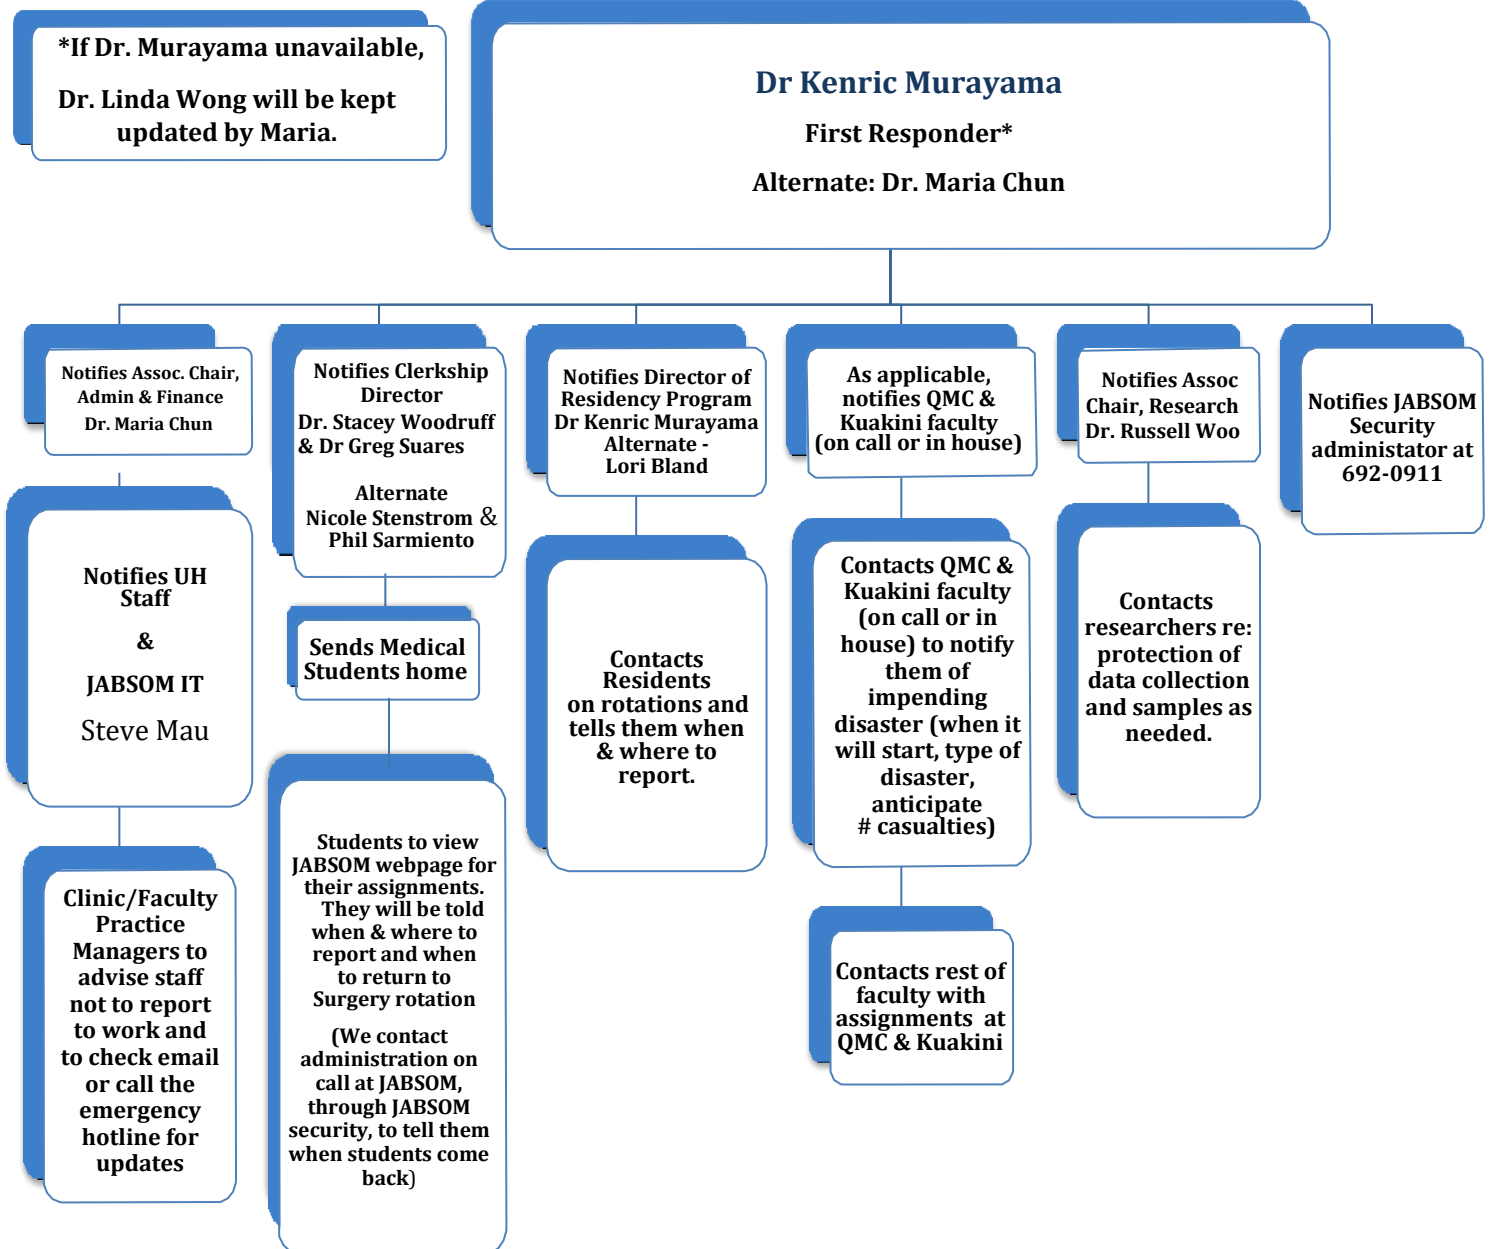 *If Dr. Murayama unavailable,
Dr. Linda Wong will be kept
updated by Maria.
Dr Kenric Murayama
First Responder*
Alternate: Dr. Maria Chun
Notifies Assoc. Chair,
Admin & Finance
Dr. Maria Chun
Notifies UH
Staff
&
JABSOM IT
Steve Mau
Clinic/Faculty
Practice
Managers to
advise staff
not to report
to work and
to check email
or call the
emergency
hotline for
updates
Notifies Clerkship
Director
Dr. Stacey Woodruff
& Dr Greg Suares
Alternate
Nicole Stenstrom &
Phil Sarmiento
Sends Medical
Students home
Students to view
JABSOM webpage for
their assignments.
They will be told
when & where to
report and when
to return to
Surgery rotation
(We contact
administration on
call at JABSOM,
through JABSOM
security, to tell them
when students come
back)
Notifies Director of
Residency Program
Dr Kenric Murayama
Alternate -
Lori Bland
Contacts
Residents
on rotations and
tells them when
& where to
report.
As applicable,
notifies QMC &
Kuakini faculty
(on call or in house)
Contacts QMC &
Kuakini faculty
(on call or in
house) to notify
them of
impending
disaster (when it
will start, type of
disaster,
anticipate
# casualties)
Contacts rest of
faculty with
assignments at
QMC & Kuakini
Notifies Assoc
Chair, Research
Dr. Russell Woo
Contacts
researchers re:
protection of
data collection
and samples as
needed.
Notifies JABSOM
Security
administator at
692-0911